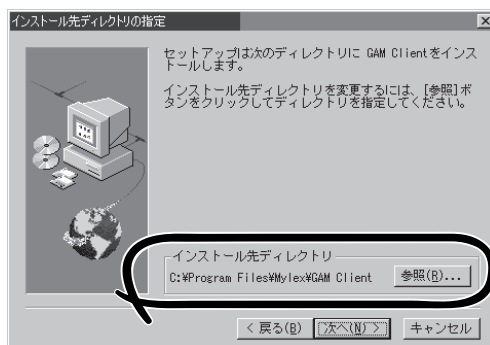 インストール先ディレクトリの指定
セットアップは次のディレクトリに GAM Clientをインス
トールします。
インストール先ディレクトリを変更するには、[参照]ボ
タンをクリックしてディレクトリを指定してください。
インストール先ディレクトリ
C:¥Program Files¥Mylex¥GAM Client
参照(R)...
< 戻る(B)
次へ(N) >
キャンセル